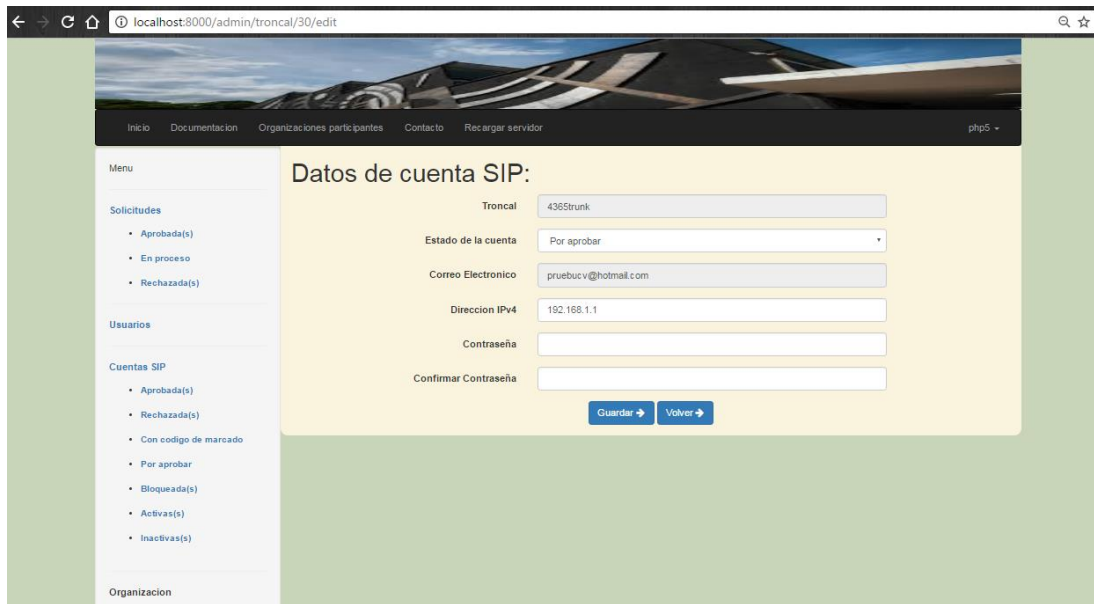 localhost:8000/admin/troncal/30/edit
Inicio Documentacion Organizaciones participantes Contacto Recargar servidor php5
Menu
Solicitudes
Aprobada(s)
En proceso
Rechazada(s)
Usuarios
Cuentas SIP
Aprobada(s)
Rechazada(s)
Con codigo de marcado
Por aprobar
Bloqueada(s)
Activas(s)
Inactivas(s)
Organizacion
Datos de cuenta SIP:
Troncal 4365trunk
Estado de la cuenta Por aprobar
Correo Electronico pruebucv@hotmail.com
Direccion IPv4 192.168.1.1
Contraseña
Confirmar Contraseña
Guardar Volver